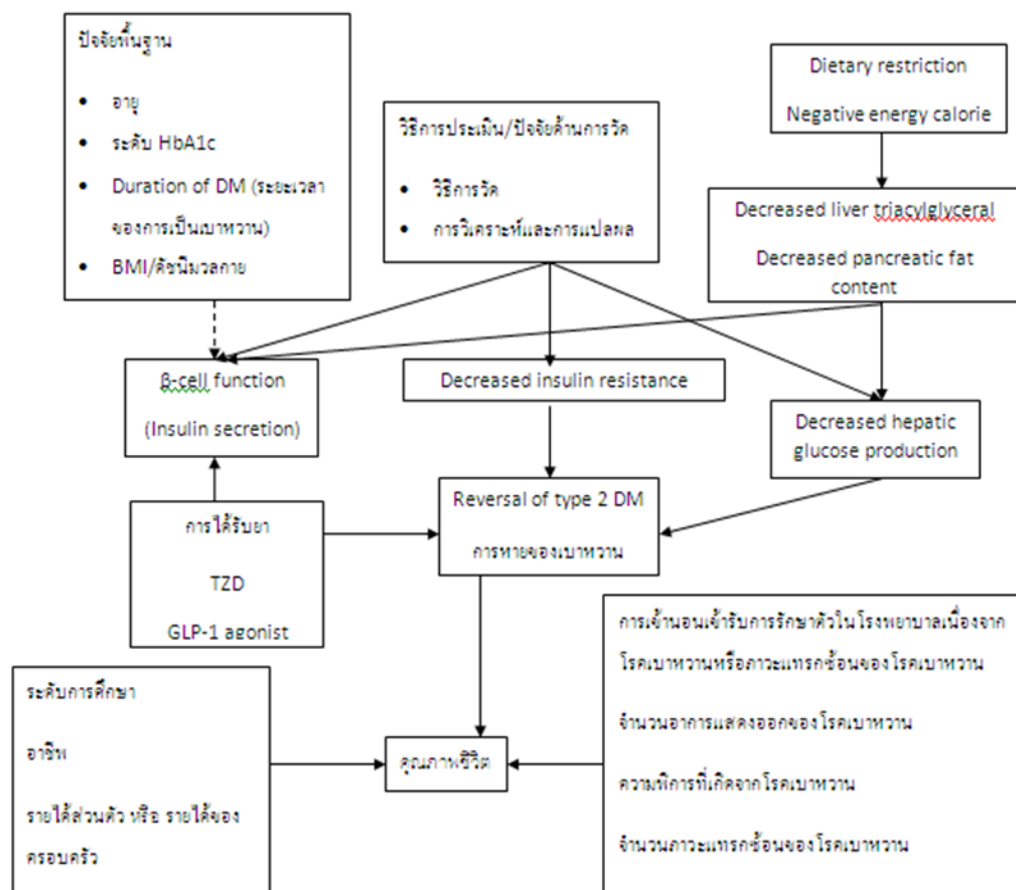 ปัจจัยพื้นฐาน
• อายุ
• ระดับ HbA1c
• Duration of DM (ระยะเวลา
ของการเป็นเบาหวาน)
• BMI/ดัชนีมวลกาย
วิธีการประเมิน/ปัจจัยด้านการวัด
• วิธีการวัด
• การวิเคราะห์และการแปลผล
Dietary restriction
Negative energy calorie
Decreased liver triacylglyceral
Decreased pancreatic fat
content
β-cell function
(Insulin secretion)
Decreased insulin resistance
Decreased hepatic
glucose production
การได้รับยา
TZD
GLP-1 agonist
Reversal of type 2 DM
การหายของเบาหวาน
ระดับการศึกษา
อาชีพ
รายได้ส่วนตัว หรือ รายได้ของ
ครอบครัว
คุณภาพชีวิต
การเข้านอนเข้ารับการรักษาตัวในโรงพยาบาลเนื่องจาก
โรคเบาหวานหรือภาวะแทรกซ้อนของโรคเบาหวาน
จำนวนอาการแสดงออกของโรคเบาหวาน
ความพิการที่เกิดจากโรคเบาหวาน
จำนวนภาวะแทรกซ้อนของโรคเบาหวาน